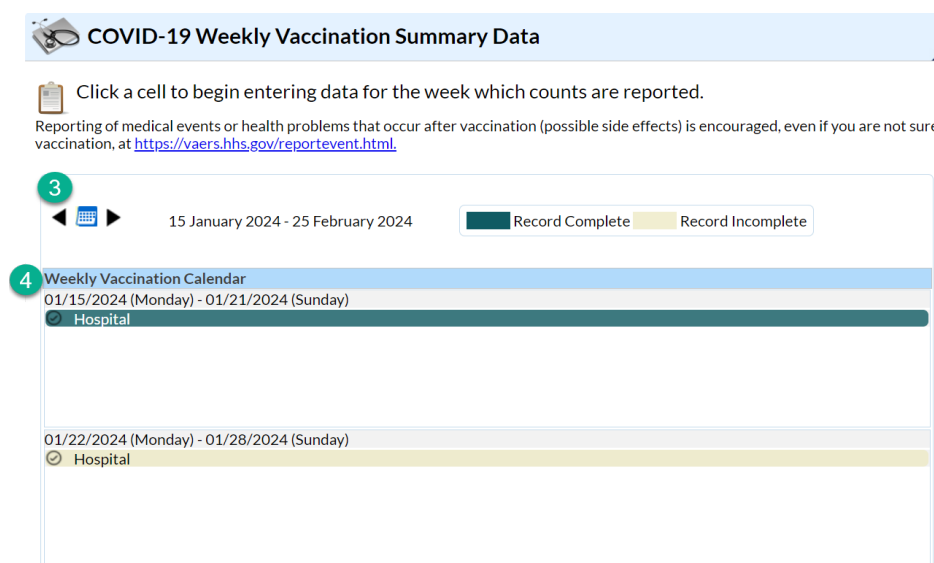 COVID-19 Weekly Vaccination Summary Data
Click a cell to begin entering data for the week which counts are reported.
Reporting of medical events or health problems that occur after vaccination (possible side effects) is encouraged, even if you are not sure
vaccination, at https://vaers.hhs.gov/reportevent.html.
3
15 January 2024 - 25 February 2024 Record Complete Record Incomplete
4 Weekly Vaccination Calendar
01/15/2024 (Monday) - 01/21/2024 (Sunday)
Hospital
01/22/2024 (Monday) - 01/28/2024 (Sunday)
Hospital